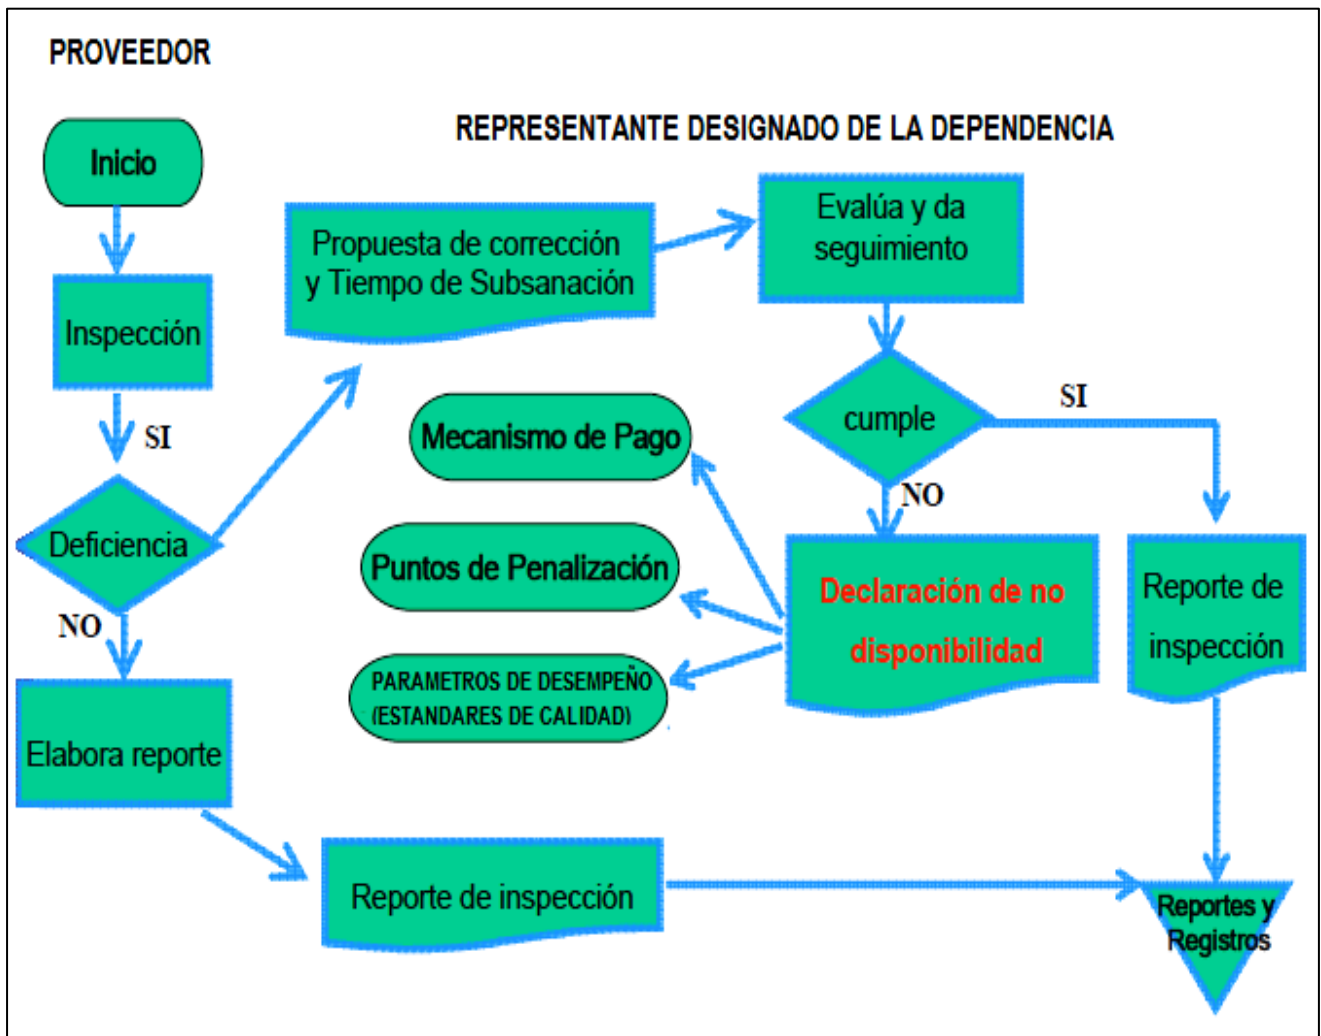 PROVEEDOR
REPRESENTANTE DESIGNADO DE LA DEPENDENCIA
Inicio
Inspección
SI
Deficiencia
NO
Elabora reporte
Propuesta de corrección
y Tiempo de Subsanación
Evalúa y da
seguimiento
cumple
SI
NO
Mecanismo de Pago
Puntos de Penalización
PARAMETROS DE DESEMPEÑO
(ESTANDARES DE CALIDAD)
Declaración de no
disponibilidad
Reporte de
inspección
Reporte de inspección
Reportes y
Registros